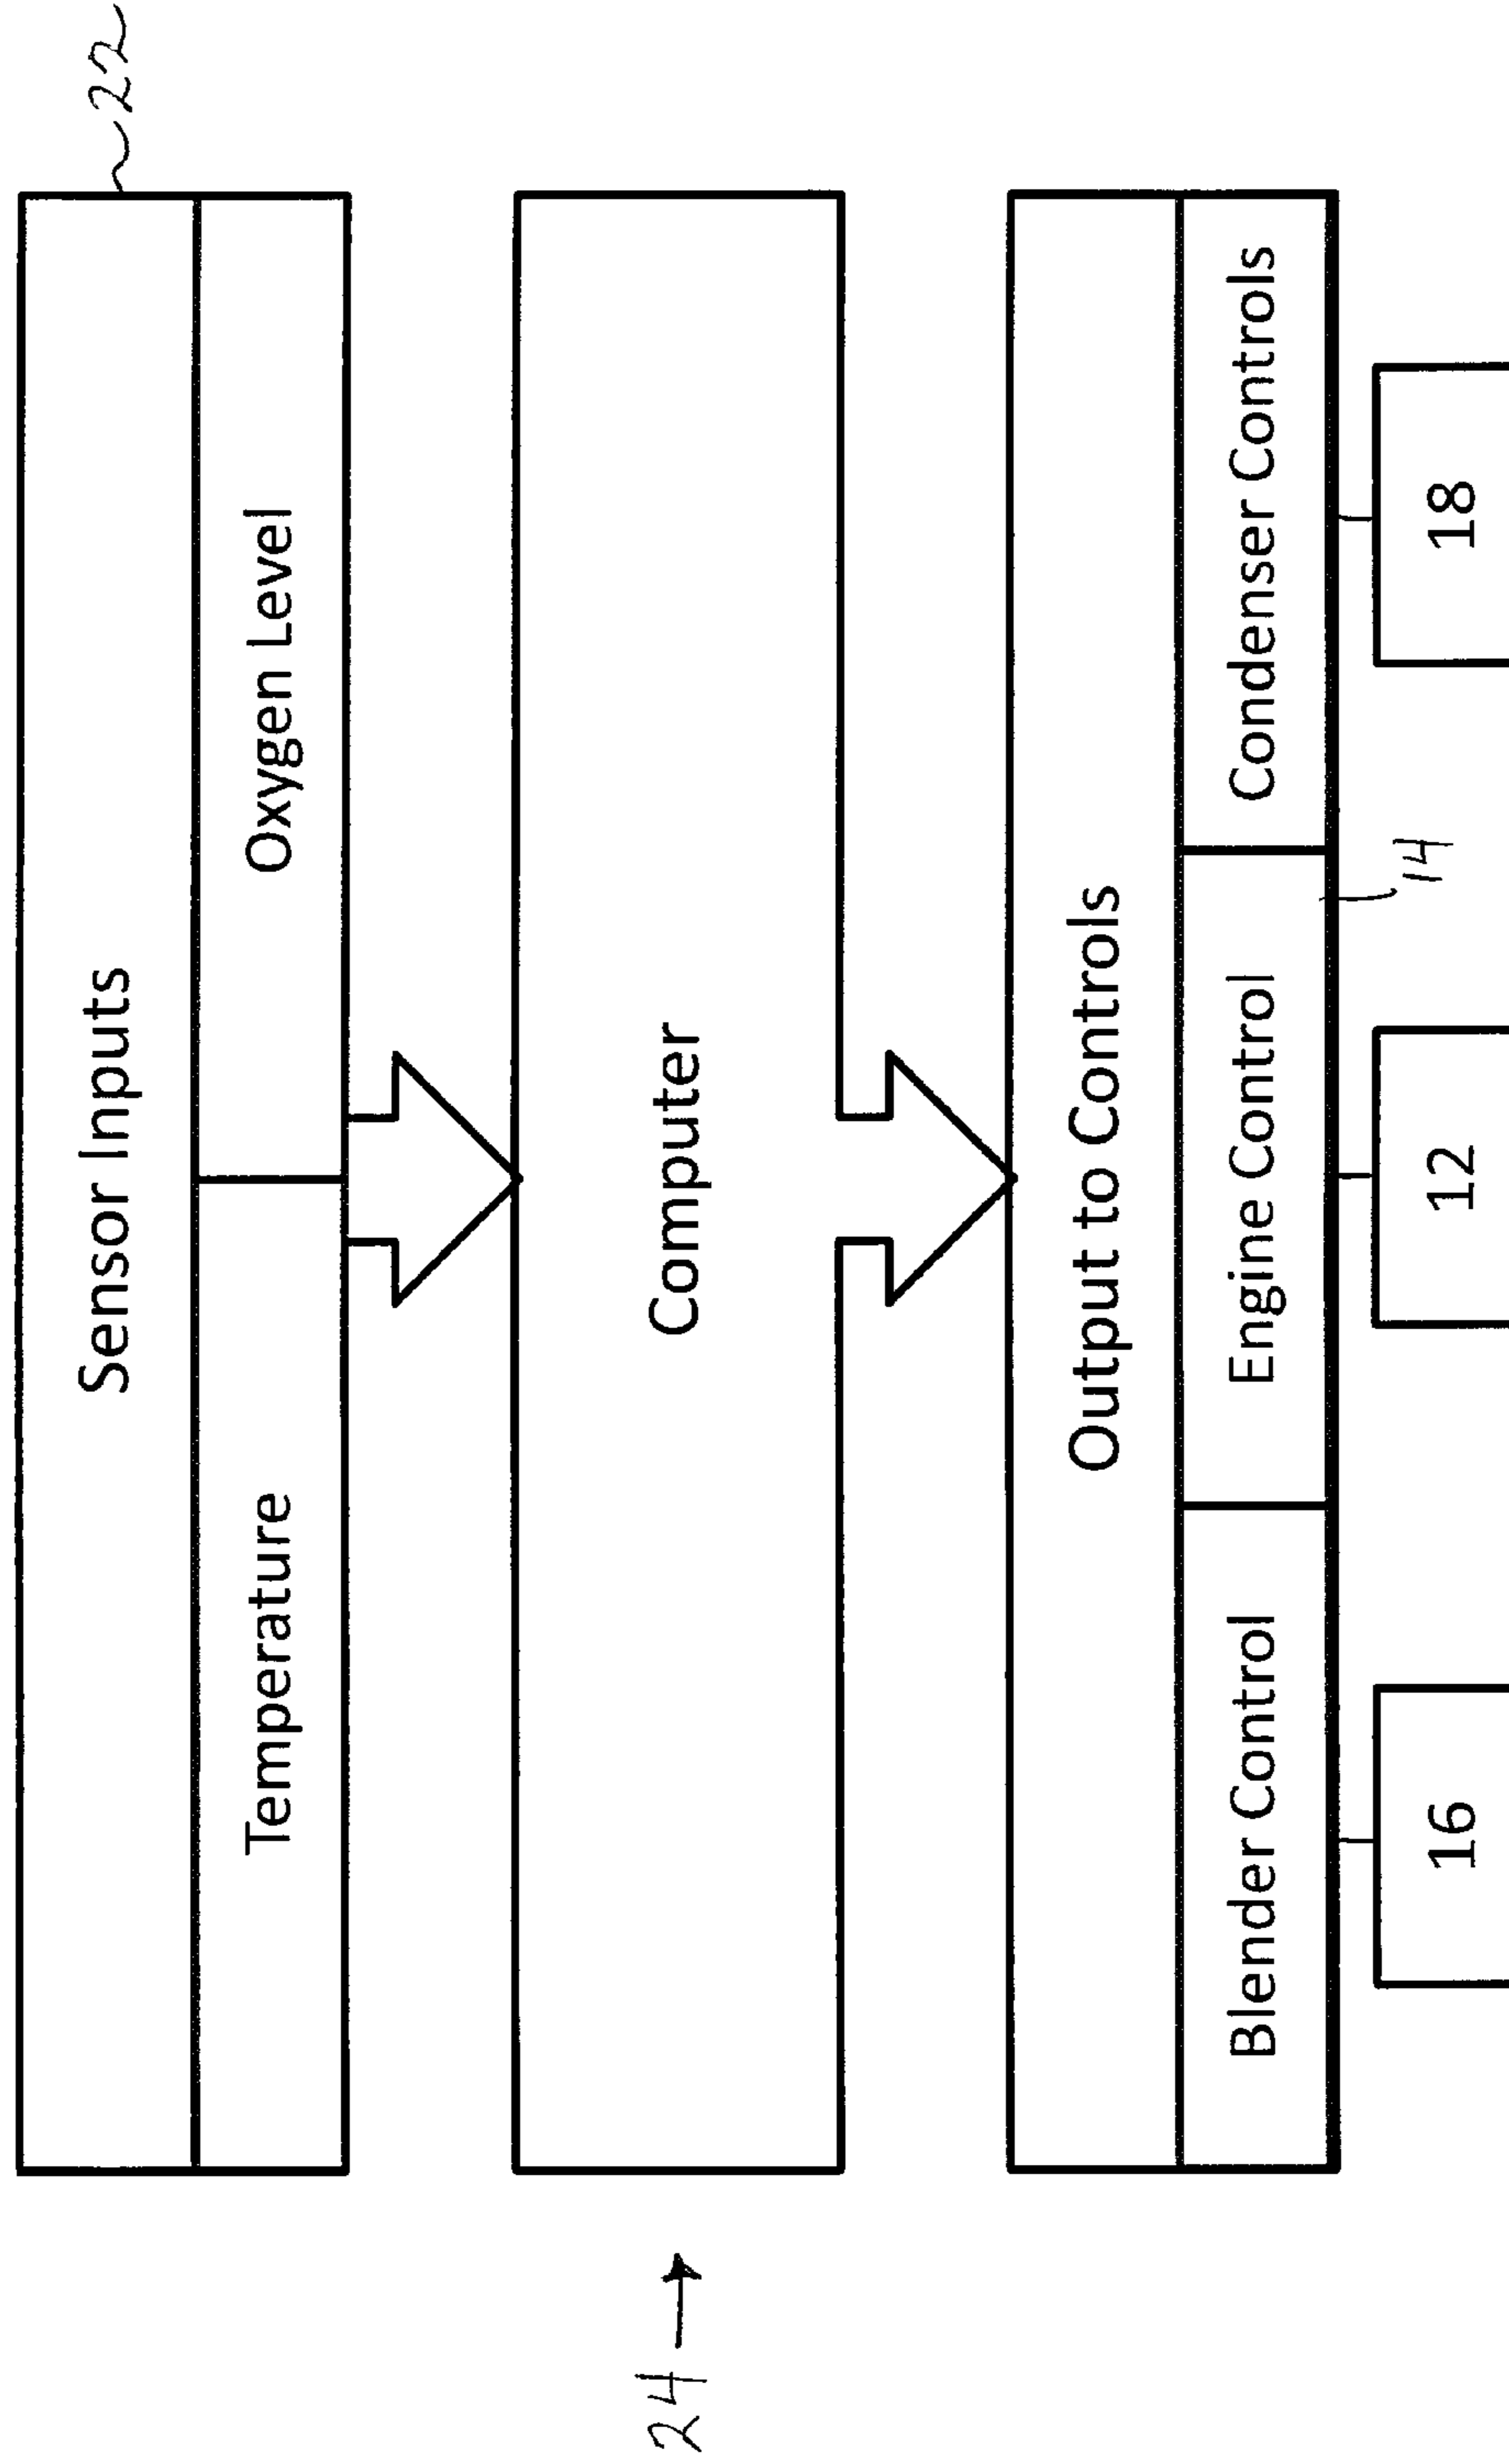 22
Sensor Inputs
Temperature
Oxygen Level
24
Computer
Output to Controls
Blender Control
Engine Control
Condenser Controls
14
16
12
18